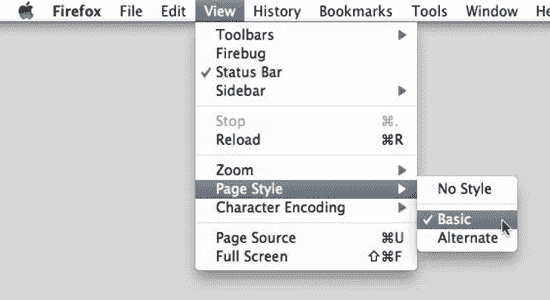 Firefox File Edit View History Bookmarks Tools Window He
Toolbars
Firebug
✓ Status Bar
Sidebar
Stop ⌘.
Reload ⌘R
Zoom
Page Style
Character Encoding
Page Source ⌘U
Full Screen ⇧⌘F
No Style
✓ Basic
Alternate